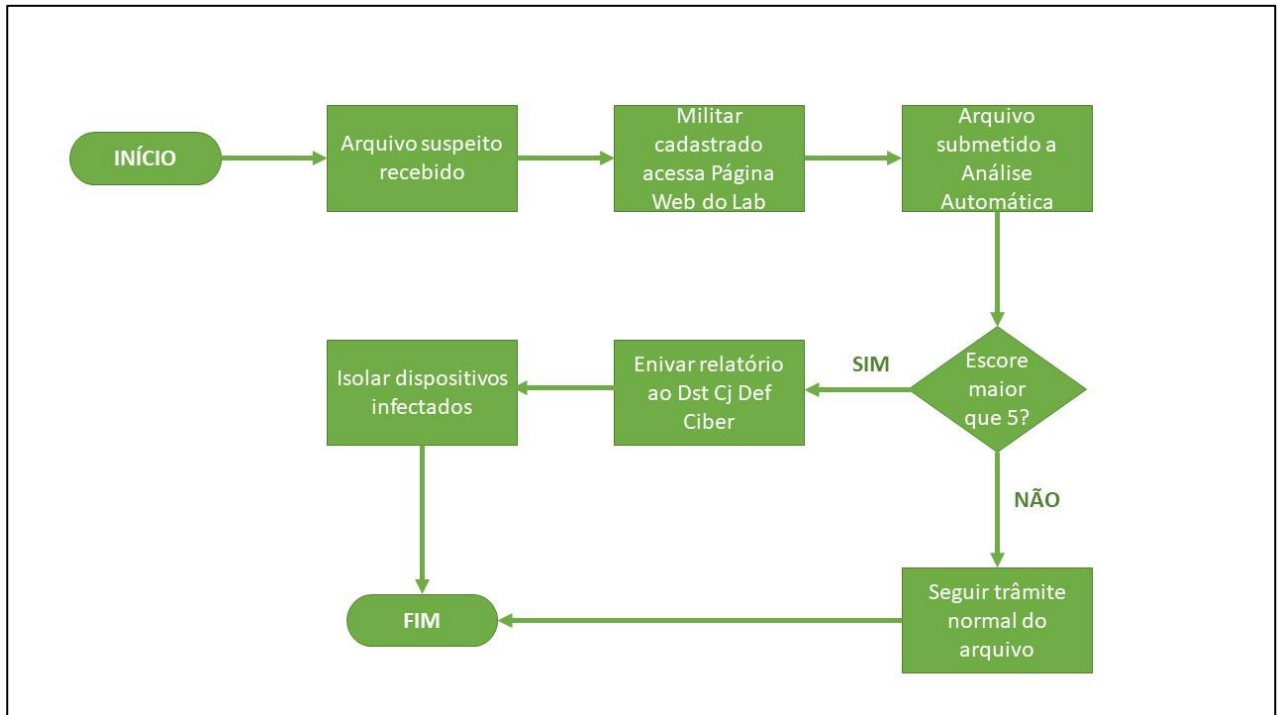 INÍCIO
Arquivo suspeito
recebido
Militar
cadastrado
acessa Página
Web do Lab
Arquivo
submetido a
Análise
Automática
Escore
maior
que 5?
SIM
Enivar relatório
ao Dst Cj Def
Ciber
Isolar dispositivos
infectados
NÃO
Seguir trâmite
normal do
arquivo
FIM